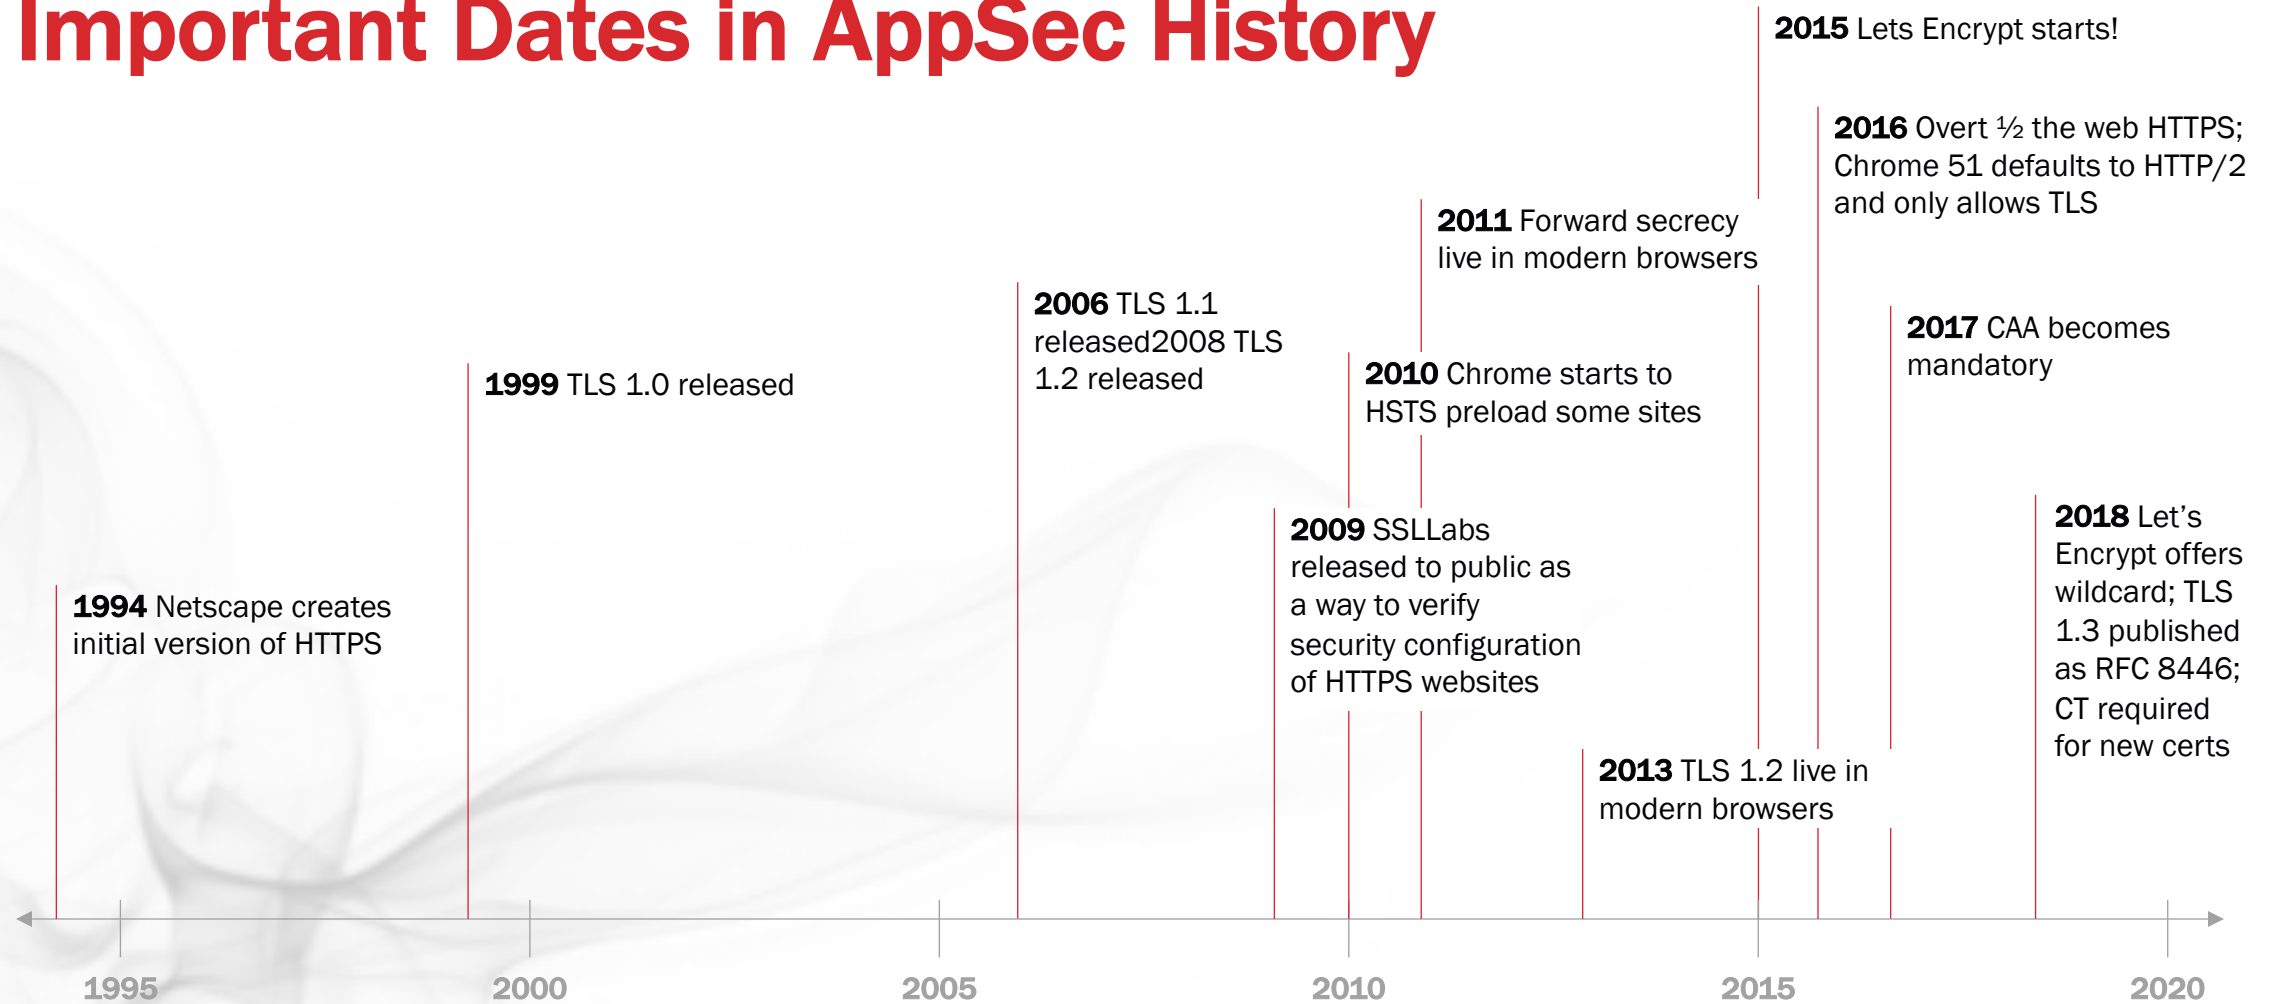 Important Dates in AppSec History
2015 Lets Encrypt starts!
2016 Overt ½ the web HTTPS;
Chrome 51 defaults to HTTP/2
and only allows TLS
2011 Forward secrecy
live in modern browsers
2006 TLS 1.1
released2008 TLS
1.2 released
2017 CAA becomes
mandatory
1999 TLS 1.0 released
2010 Chrome starts to
HSTS preload some sites
2009 SSLLabs
released to public as
a way to verify
security configuration
of HTTPS websites
2018 Let’s
Encrypt offers
wildcard; TLS
1.3 published
as RFC 8446;
CT required
for new certs
1994 Netscape creates
initial version of HTTPS
2013 TLS 1.2 live in
modern browsers
1995
2000
2005
2010
2015
2020